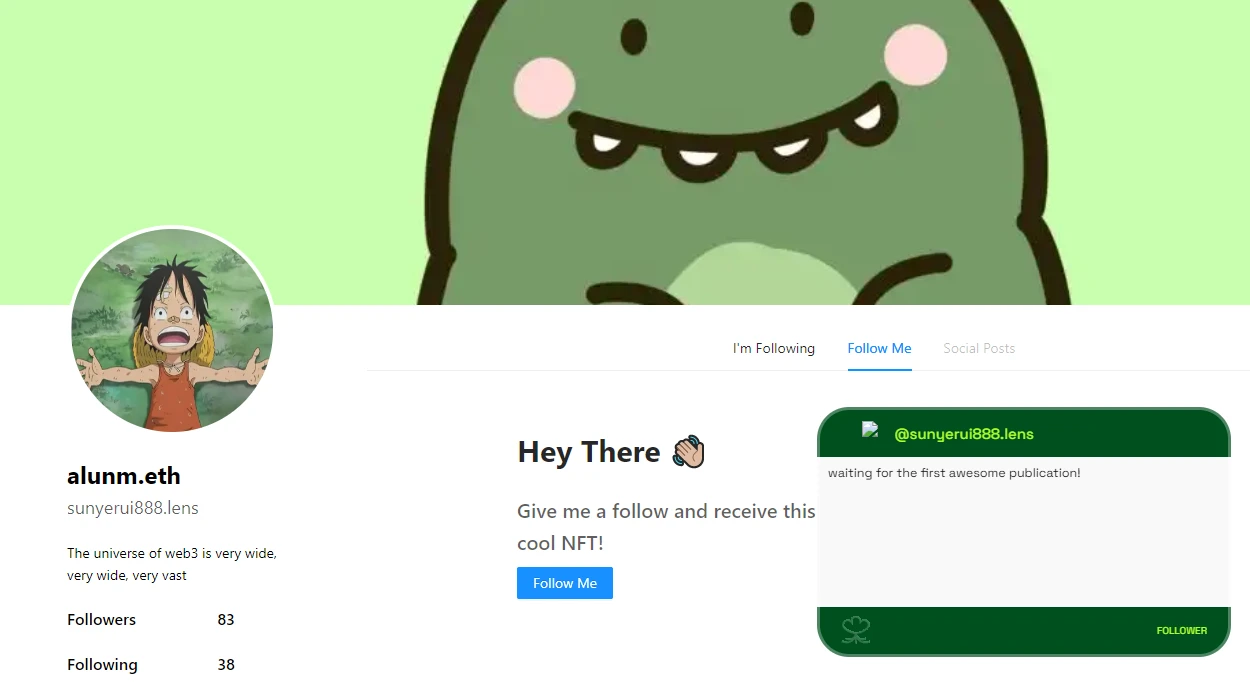 I'm Following
Follow Me
Social Posts
alunm.eth
sunyerui888.lens
The universe of web3 is very wide,
very wide, very vast
Followers 83
Following 38
Hey There 👋🏼
Give me a follow and receive this
cool NFT!
Follow Me
@sunyerui888.lens
waiting for the first awesome publication!
FOLLOWER